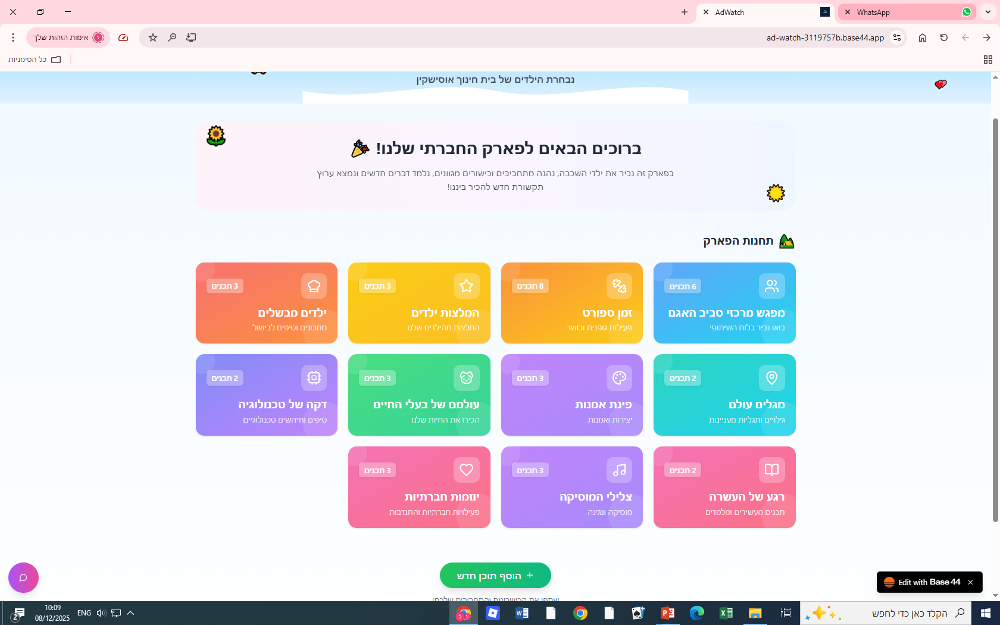 AdWatch
WhatsApp
אימות הזהות שלך
ad-watch-3119757b.base44.app
כל הסימניות
נבחרת הילדים של בית חינוך אוסישקין
ברוכים הבאים לפארק החברתי שלנו!
בפארק זה נכיר את ילדי השכבה, נהנה מתחביבים וכישורים מגוונים, נלמד דברים חדשים ונמצא ערוץ
תקשורת חדש להכיר ביננו!
תחנות הפארק
6 תכנים
מפגש מרכזי סביב האגם
בואו נכיר בלוח השיתופי
8 תכנים
זמן ספורט
פעילות גופנית וכושר
3 תכנים
המלצות ילדים
המלצות מהילדים שלנו
3 תכנים
ילדים מבשלים
מתכונים וטיפים לבישול
2 תכנים
מגלים עולם
גילויים ותגליות מעניינות
3 תכנים
פינת אמנות
יצירות ואמנות
3 תכנים
עולמם של בעלי החיים
הכירו את החיות שלנו
2 תכנים
דקה של טכנולוגיה
טיפים וחידושים טכנולוגיים
2 תכנים
רגע של העשרה
תכנים מעשירים ומלמדים
3 תכנים
צלילי המוסיקה
מוסיקה ונגינה
3 תכנים
יוזמות חברתיות
פעילויות חברתיות והתנדבות
+ הוסף תוכן חדש
שתפו את הכישרונות והתחביבים שלכם!
Edit with Base 44
הקלד כאן כדי לחפש
ENG
10:09
08/12/2025
2